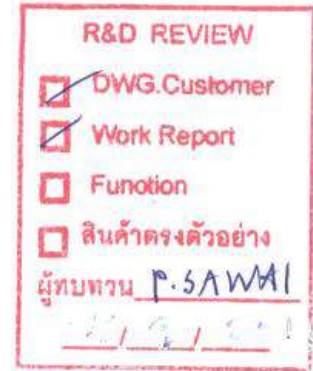 R&D REVIEW
DWG.Customer
Work Report
Funotion
สินค้าตรงตัวอย่าง
ผู้ทบทวน P.SAWAI